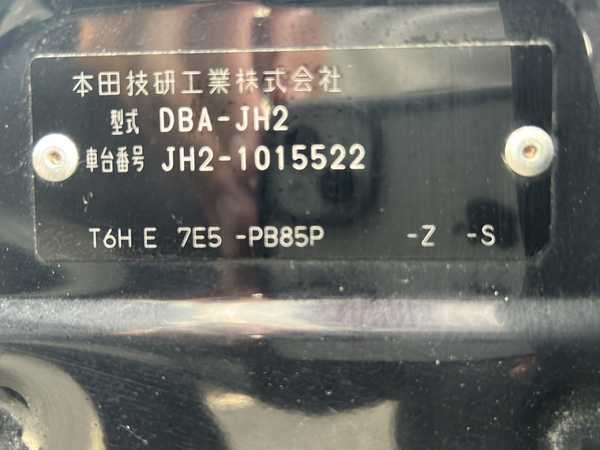 本田技研工業株式会社
型式 DBA-JH2
車台番号 JH2-1015522
T6H E 7E5 -PB85P -Z -S